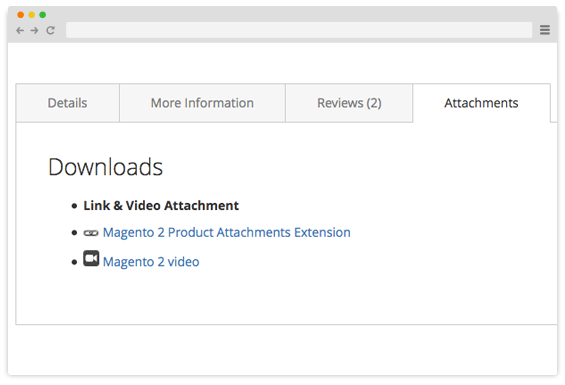 Details More Information Reviews (2) Attachments
Downloads
Link & Video Attachment
Magento 2 Product Attachments Extension
Magento 2 video